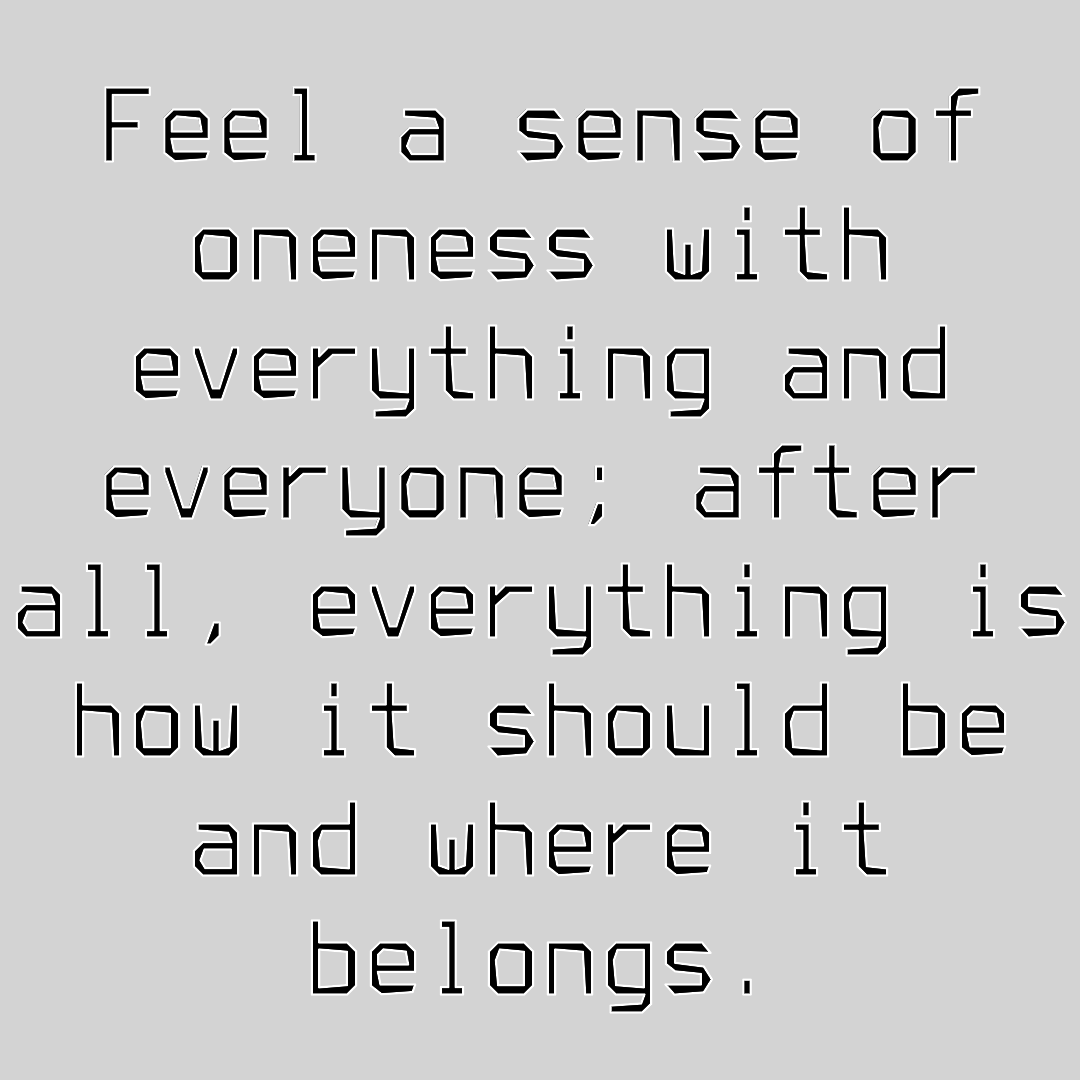 Feel a sense of
oneness with
everything and
everyone; after
all, everything is
how it should be
and where it
belongs.